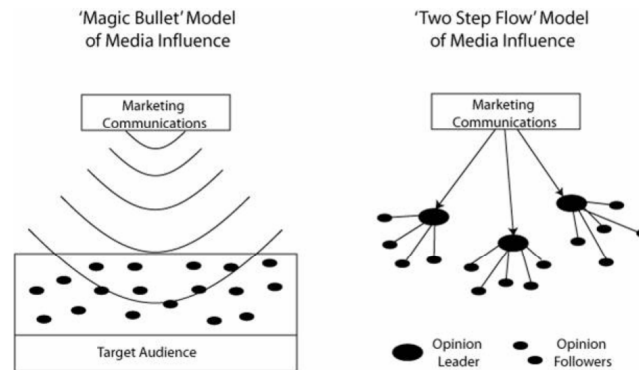 'Magic Bullet' Model
of Media Influence
Marketing
Communications
Target Audience
'Two Step Flow' Model
of Media Influence
Marketing
Communications
Opinion
Leader
Opinion
Followers